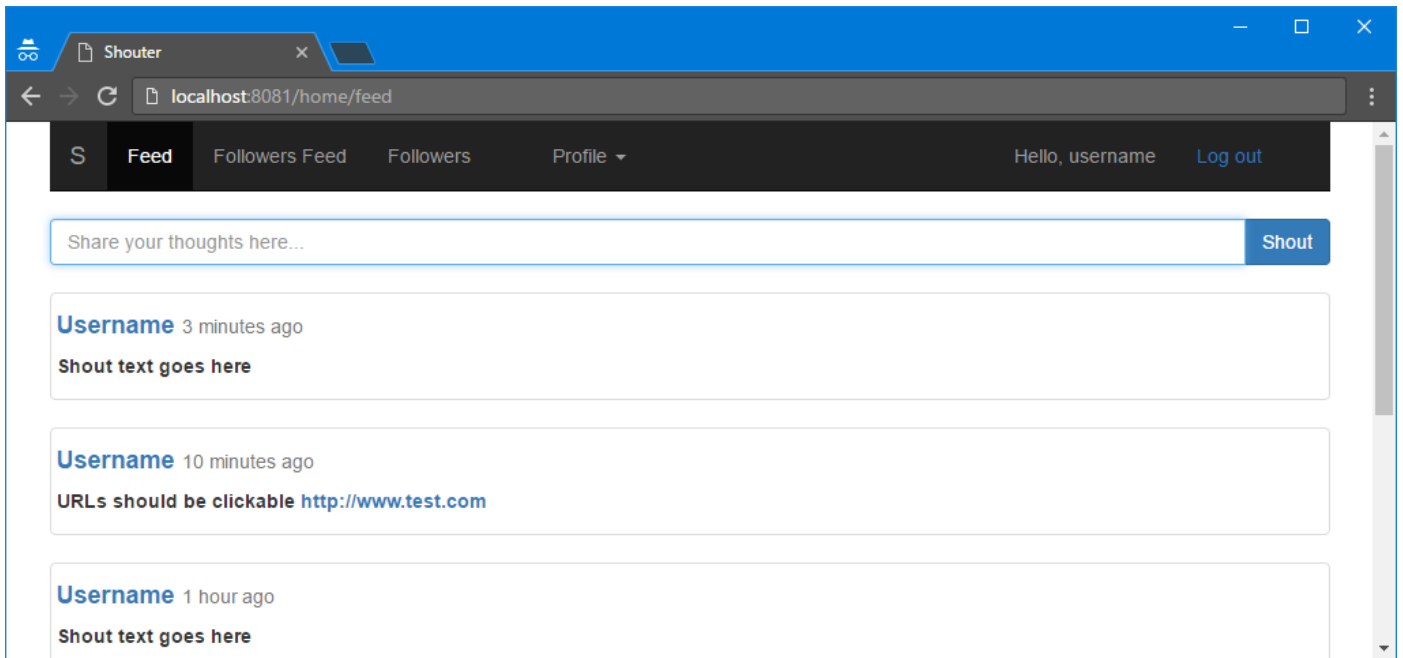 Shouter
localhost:8081/home/feed
S Feed Followers Feed Followers Profile Hello, username Log out
Share your thoughts here... Shout
Username 3 minutes ago
Shout text goes here
Username 10 minutes ago
URLs should be clickable http://www.test.com
Username 1 hour ago
Shout text goes here